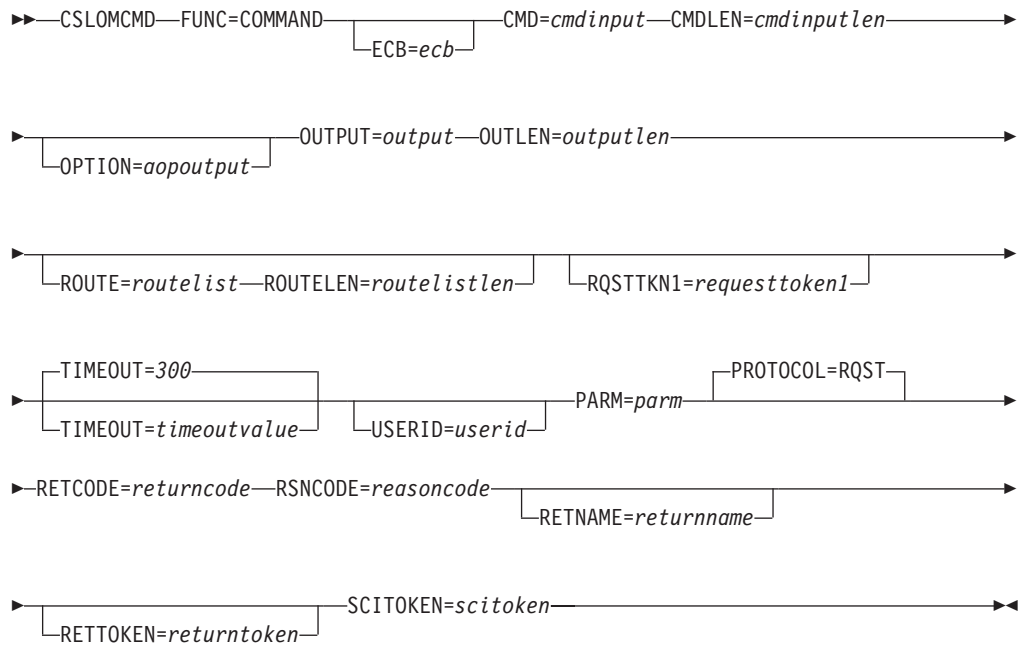 CSLOMCMD FUNC=COMMAND CMD=cmdinput CMDLEN=cmdinputlen
ECB=ecb
OUTPUT=output OUTLEN=outputlen
OPTION=aopoutput
ROUTE=routelist ROUTELEN=routelistlen RQSTTKN1=requesttoken1
TIMEOUT=300 PROTOCOL=RQST
PARM=parm
TIMEOUT=timeoutvalue USERID=userid
RETCODE=returncode RSNCODE=reasoncode
RETNAME=returnname
SCITOKEN=scitoken
RETTOKEN=returntoken